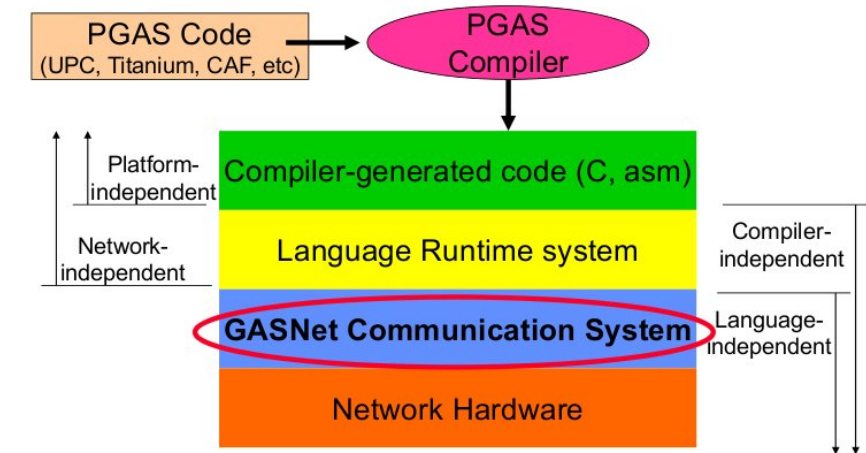 PGAS Code
(UPC, Titanium, CAF, etc)
PGAS
Compiler
Platform-
independent
Compiler-generated code (C, asm)
Network-
independent
Language Runtime system
Compiler-
independent
GASNet Communication System
Language-
independent
Network Hardware